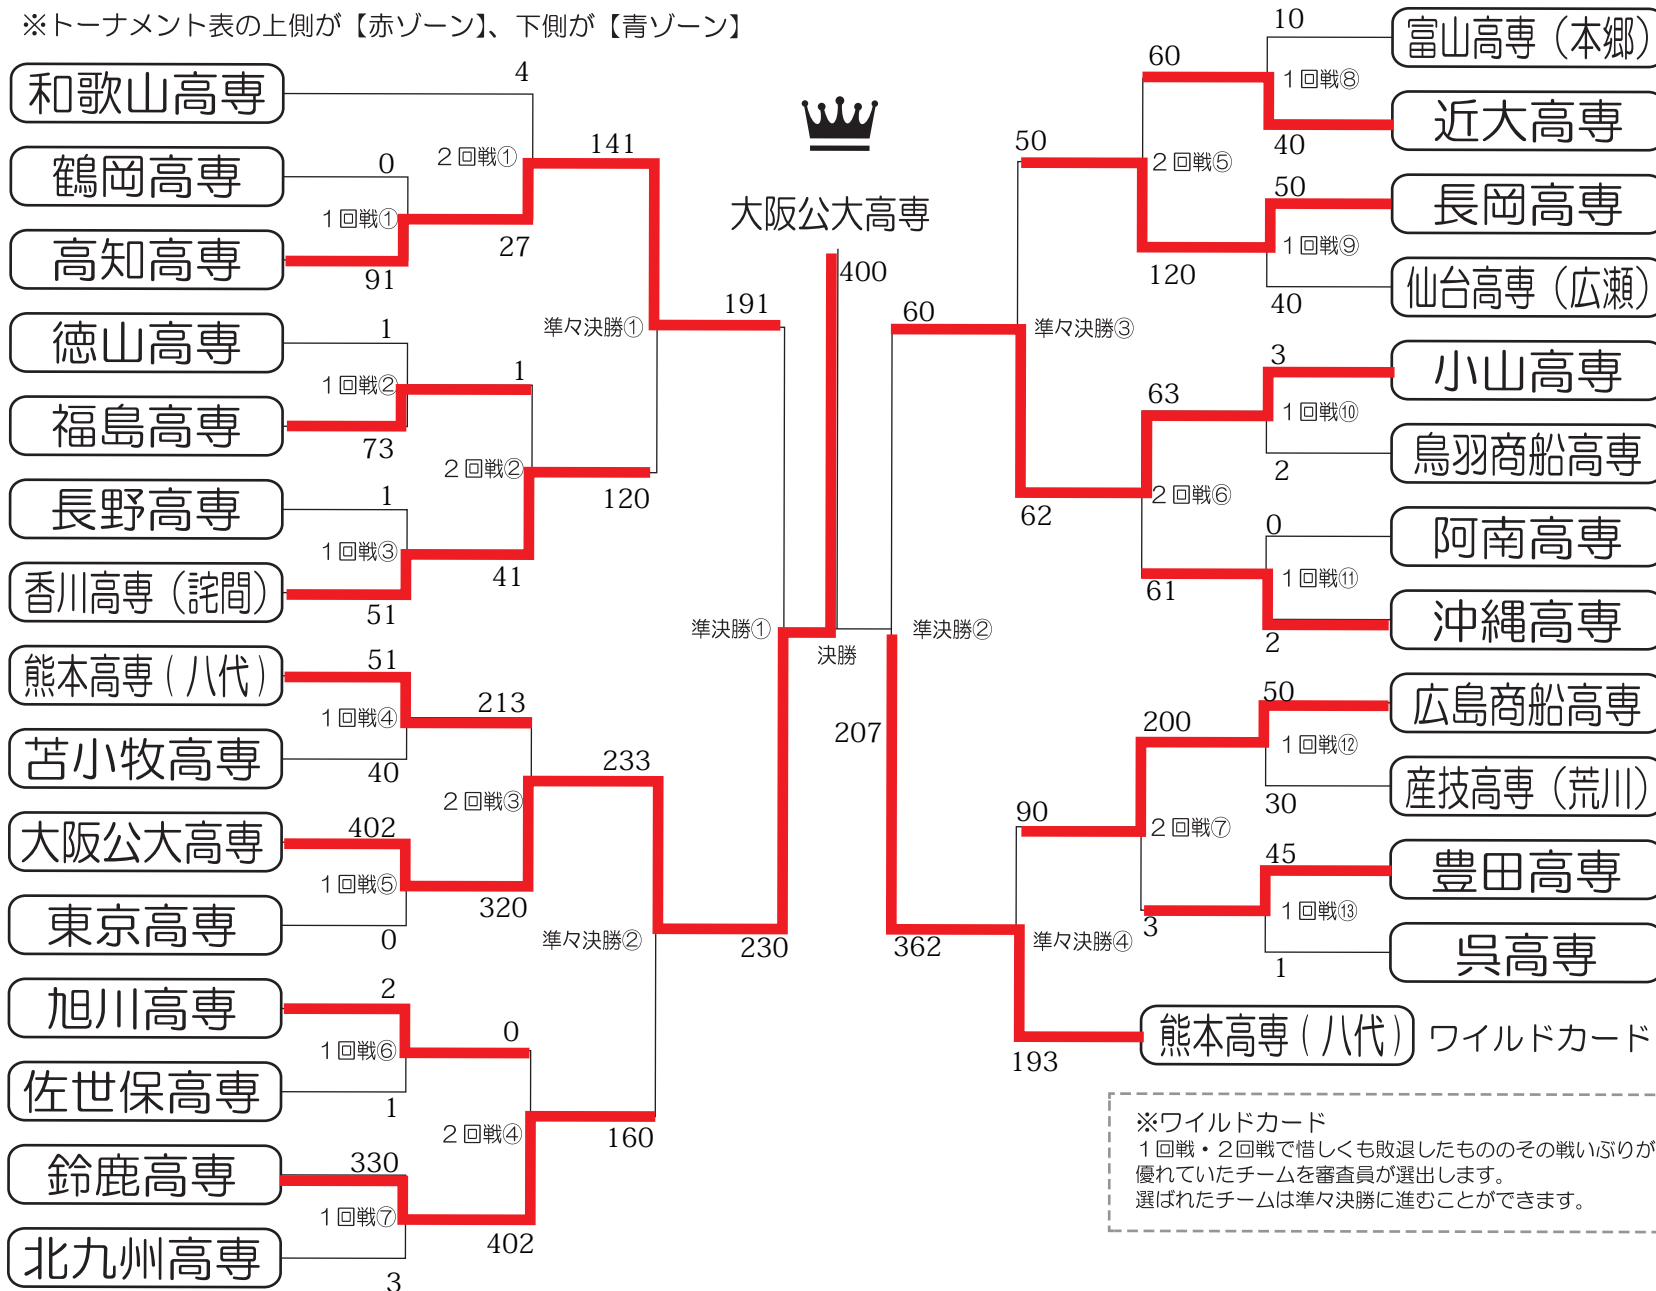 ※トーナメント表の上側が【赤ゾーン】、下側が【青ゾーン】
和歌山高専
4
鶴岡高専
0
1回戦①
高知高専
91
2回戦①
27
141
徳山高専
1
1回戦②
福島高専
73
1
2回戦②
長野高専
1
1回戦③
香川高専（詫間）
51
41
120
準々決勝①
191
熊本高専(八代)
51
1回戦④
苫小牧高専
40
213
2回戦③
大阪公大高専
402
1回戦⑤
東京高専
0
320
233
準々決勝②
230
旭川高専
2
1回戦⑥
佐世保高専
1
0
2回戦④
鈴鹿高専
330
1回戦⑦
北九州高専
3
402
160
準決勝①
大阪公大高専
400
決勝
207
準決勝②
10
富山高専（本郷）
1回戦⑧
近大高専
40
60
2回戦⑤
50
長岡高専
1回戦⑨
仙台高専（広瀬）
40
120
50
準々決勝③
60
3
小山高専
1回戦⑩
鳥羽商船高専
2
63
2回戦⑥
0
阿南高専
1回戦⑪
沖縄高専
2
61
62
50
広島商船高専
1回戦⑫
産技高専（荒川）
30
200
2回戦⑦
45
豊田高専
1回戦⑬
呉高専
1
3
90
準々決勝④
362
193
熊本高専(八代)
ワイルドカード
※ワイルドカード
1回戦・2回戦で惜しくも敗退したもののその戦いぶりが
優れていたチームを審査員が選出します。
選ばれたチームは準々決勝に進むことができます。